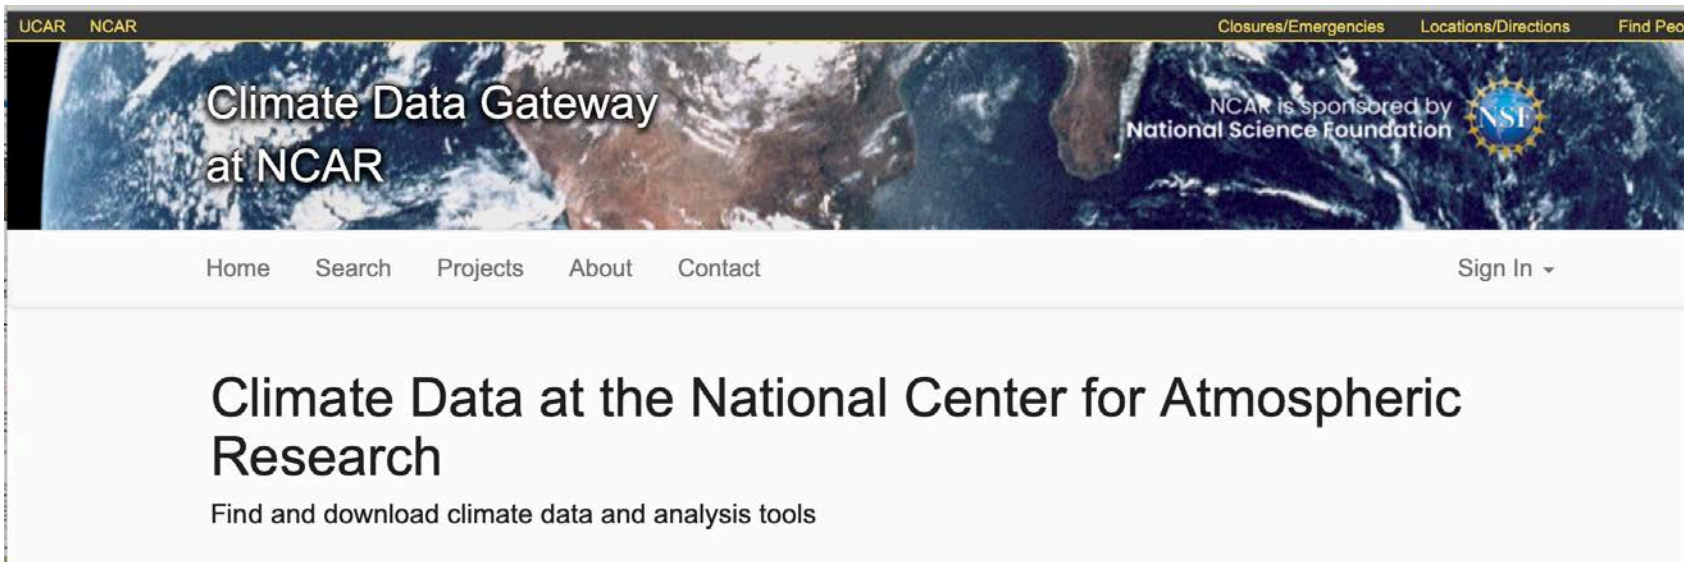 UCAR NCAR Closures/Emergencies Locations/Directions Find Peo
Climate Data Gateway
at NCAR
NCAR is sponsored by
National Science Foundation
NSF
Home Search Projects About Contact Sign In
Climate Data at the National Center for Atmospheric
Research
Find and download climate data and analysis tools